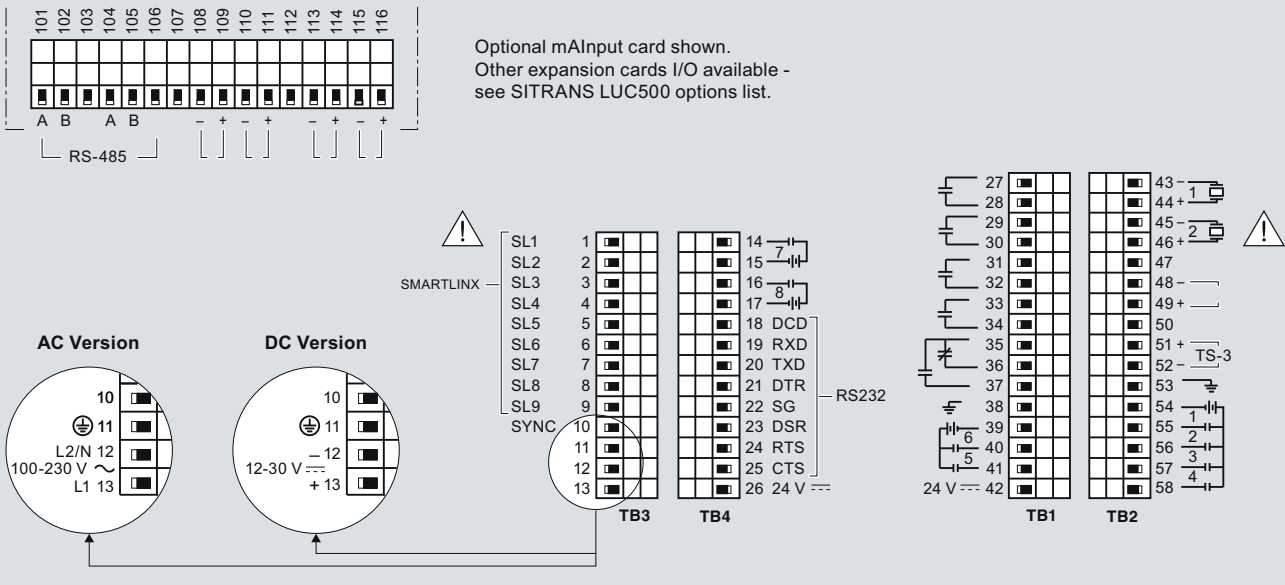 101 102 103 104 105 106 107 108 109 110 111 112 113 114 115 116
A B A B – + – + – + – +
RS-485
Optional mAInput card shown.
Other expansion cards I/O available -
see SITRANS LUC500 options list.
AC Version
10
11
L2/N 12
100-230 V
L1 13
DC Version
10
11
– 12
12-30 V
+ 13
SMARTLINX
SL1 1
SL2 2
SL3 3
SL4 4
SL5 5
SL6 6
SL7 7
SL8 8
SL9 9
SYNC 10
11
12
13
TB3
14
7
15
16
8
17
18 DCD
19 RXD
20 TXD
21 DTR
22 SG
23 DSR
24 RTS
25 CTS
26 24 V
RS232
TB4
27
28
29
30
31
32
33
34
35
36
37
38
39
6
40
5
41
24 V 42
TB1
43 –
1
44 +
45 –
2
46 +
47
48 –
49 +
50
51 +
TS-3
52 –
53
54
1
55
2
56
3
57
4
58
TB2